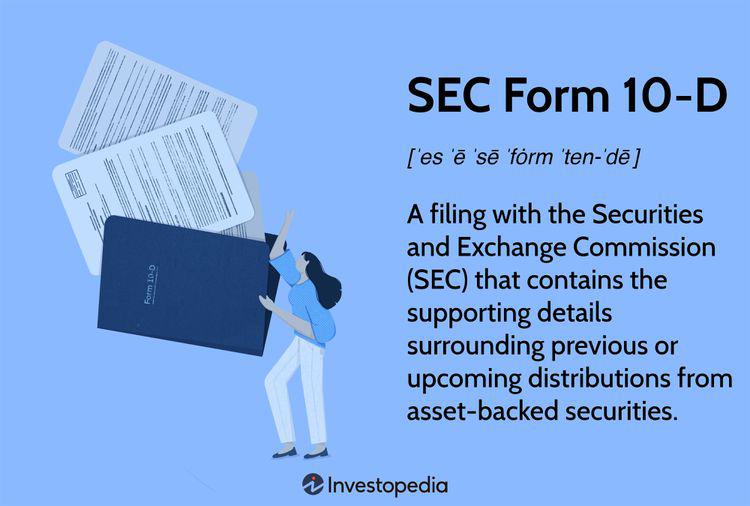 SEC Form 10-D
[ˈes ˈē ˈsē ˈfȯrm ˈten-ˈdē]
A filing with the Securities
and Exchange Commission
(SEC) that contains the
supporting details
surrounding previous or
upcoming distributions from
asset-backed securities.
Form 10-D
Investopedia